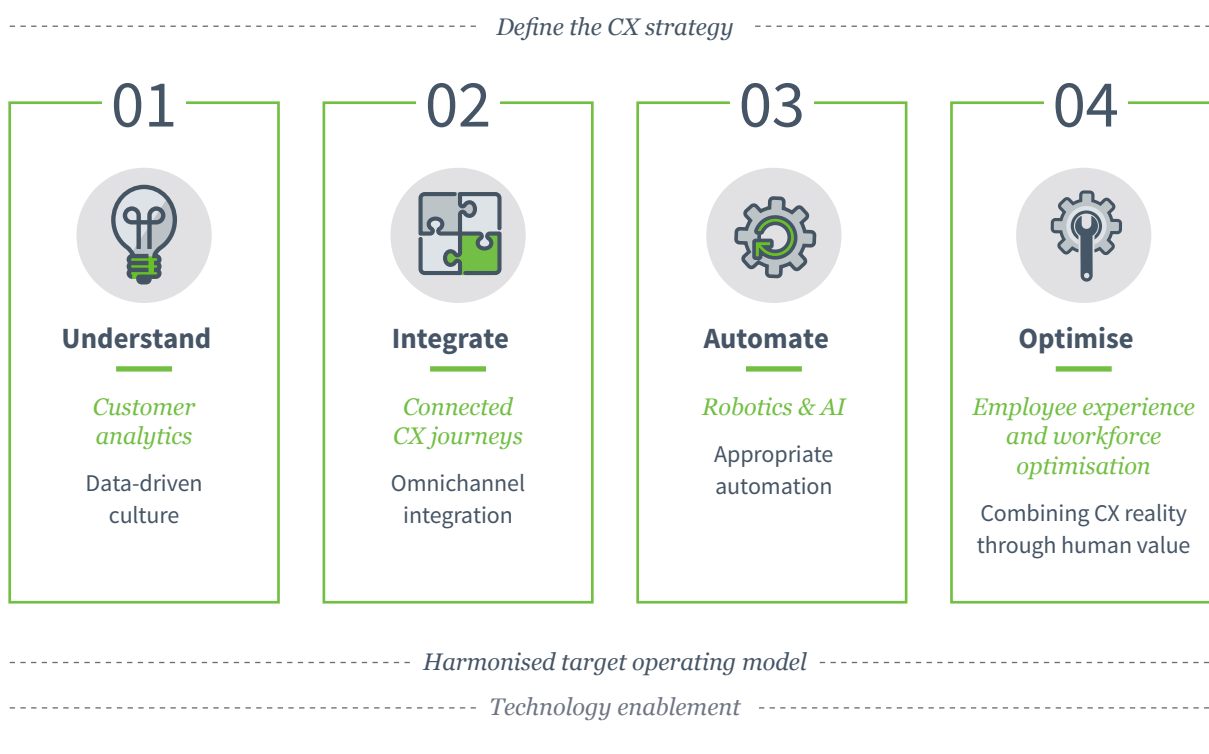 Define the CX strategy
01
Understand
Customer
analytics
Data-driven
culture
02
Integrate
Connected
CX journeys
Omnichannel
integration
03
Automate
Robotics & AI
Appropriate
automation
04
Optimise
Employee experience
and workforce
optimisation
Combining CX reality
through human value
Harmonised target operating model
Technology enablement